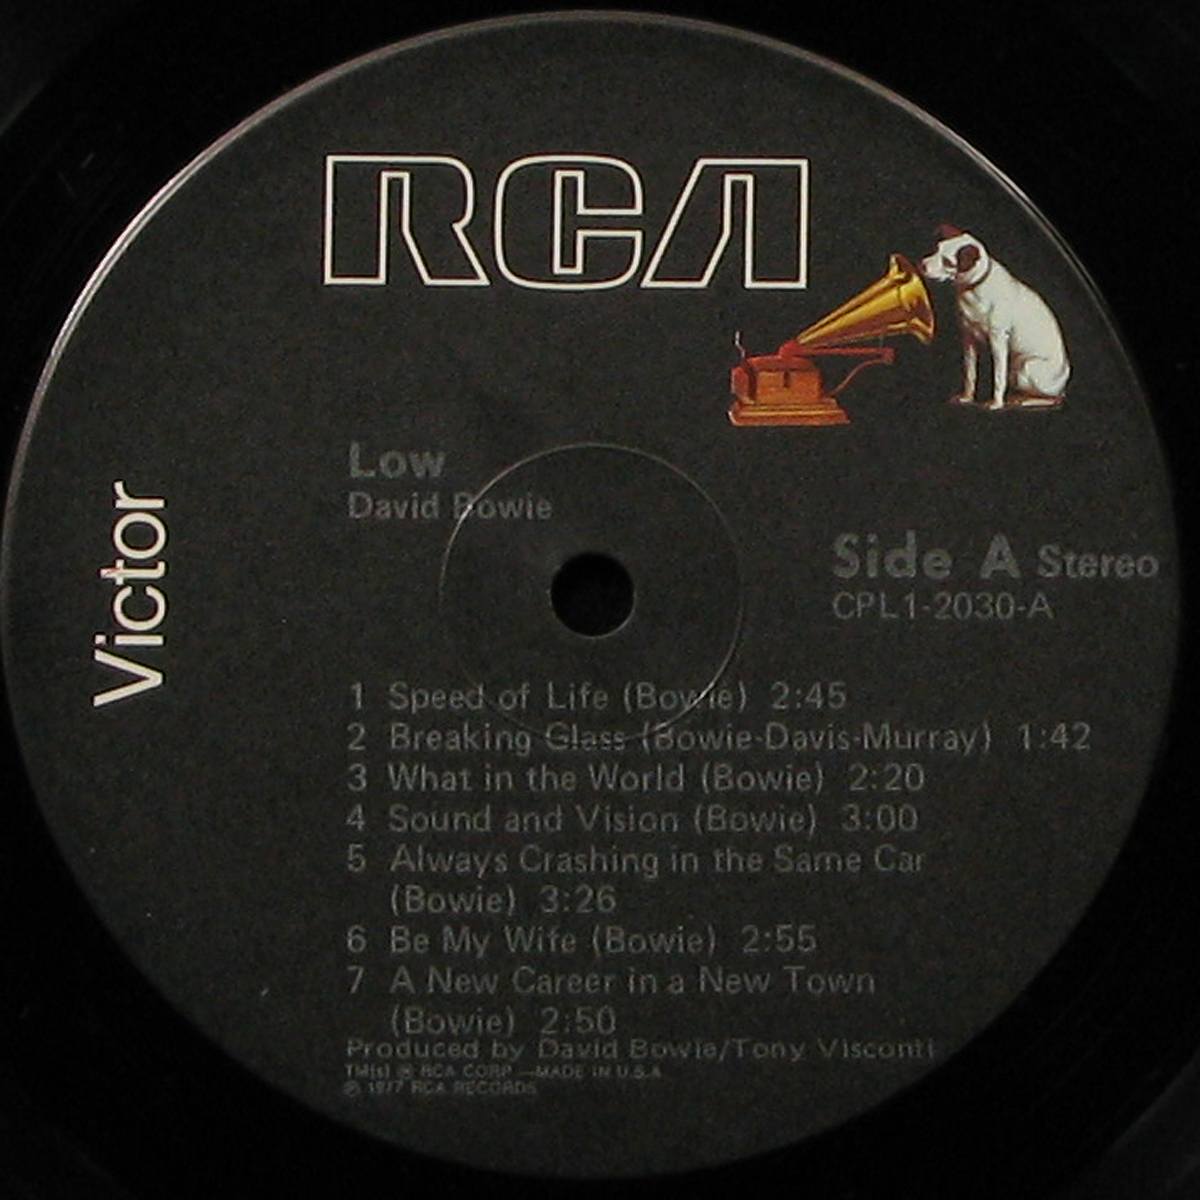 RCA
Victor
Low
David Bowie
Side A Stereo
CPL1-2030-A
1 Speed of Life (Bowie) 2:45
2 Breaking Glass (Bowie-Davis-Murray) 1:42
3 What in the World (Bowie) 2:20
4 Sound and Vision (Bowie) 3:00
5 Always Crashing in the Same Car
(Bowie) 3:26
6 Be My Wife (Bowie) 2:55
7 A New Career in a New Town
(Bowie) 2:50
Produced by David Bowie/Tony Visconti
TM(s) ® RCA CORP.—MADE IN U.S.A
℗ 1977 RCA RECORDS